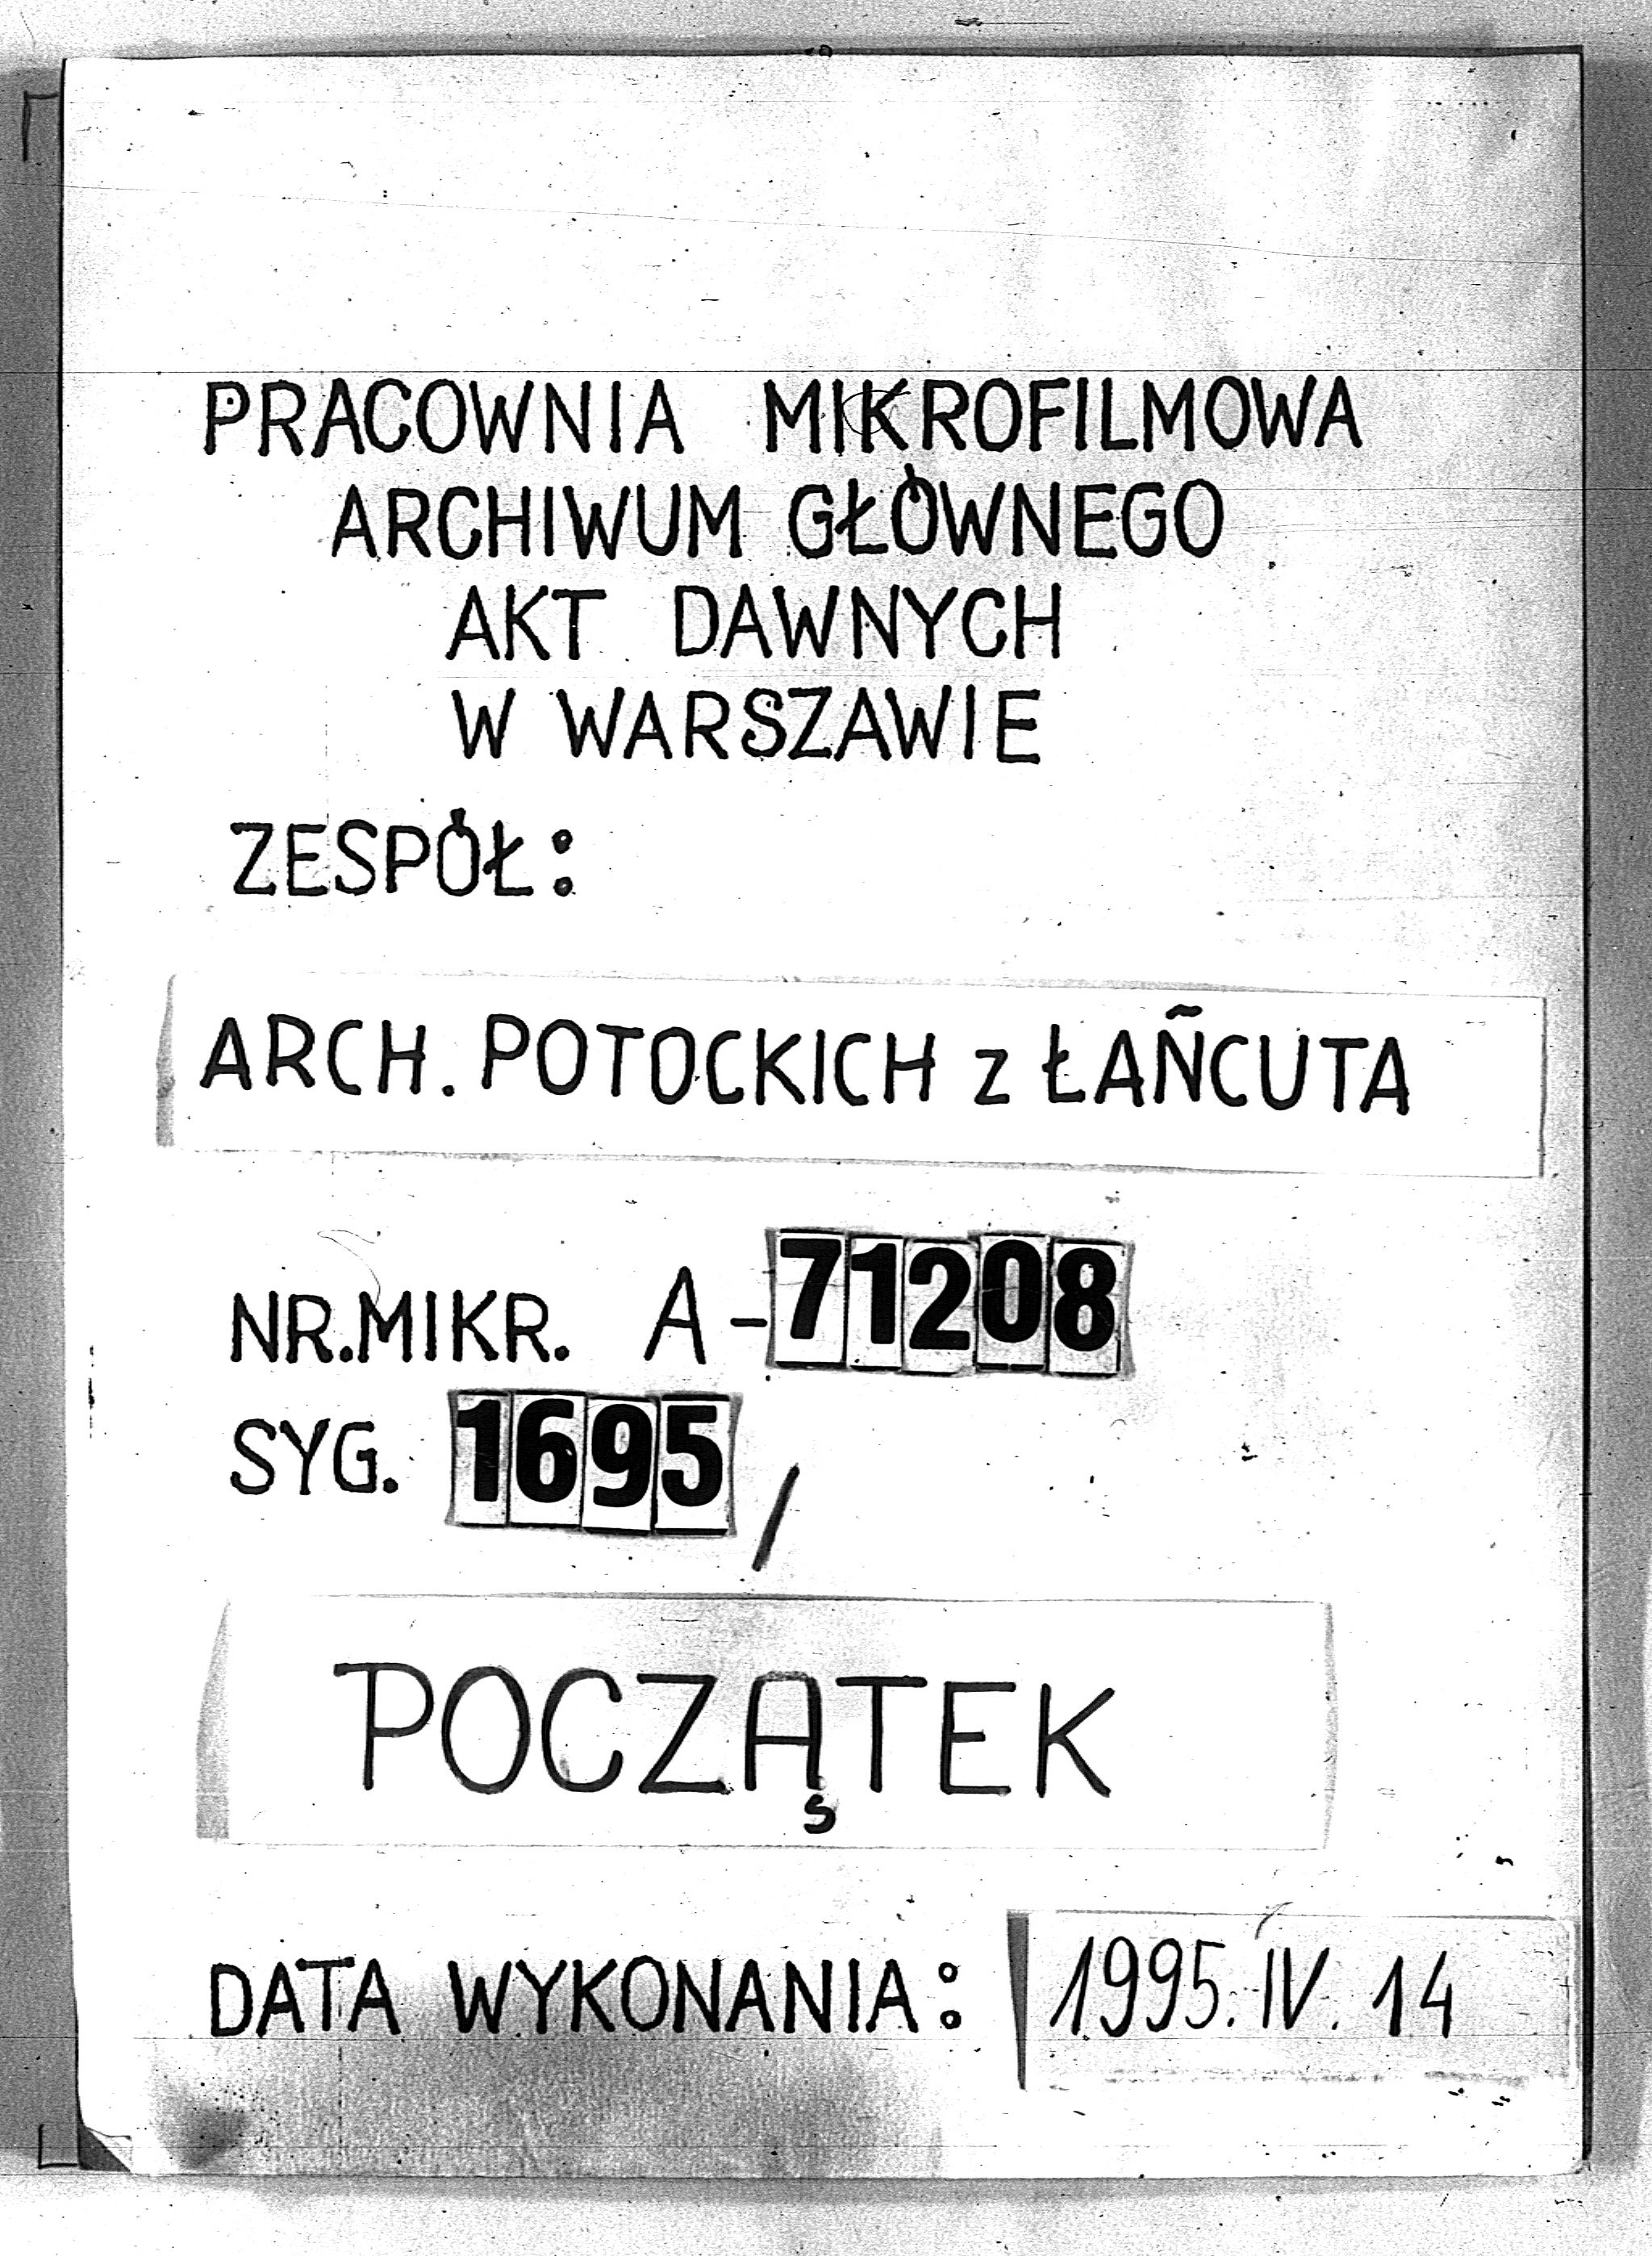 PRACOWNIA MIKROFILMOWA
ARCHIWUM GŁÓWNEGO
AKT DAWNYCH
W WARSZAWIE
ZESPÓŁ:
ARCH. POTOCKICH z ŁAŃCUTA
NR.MIKR. A-71208
SYG. 1695/
POCZĄTEK
DATA WYKONANIA: 1995.IV.14